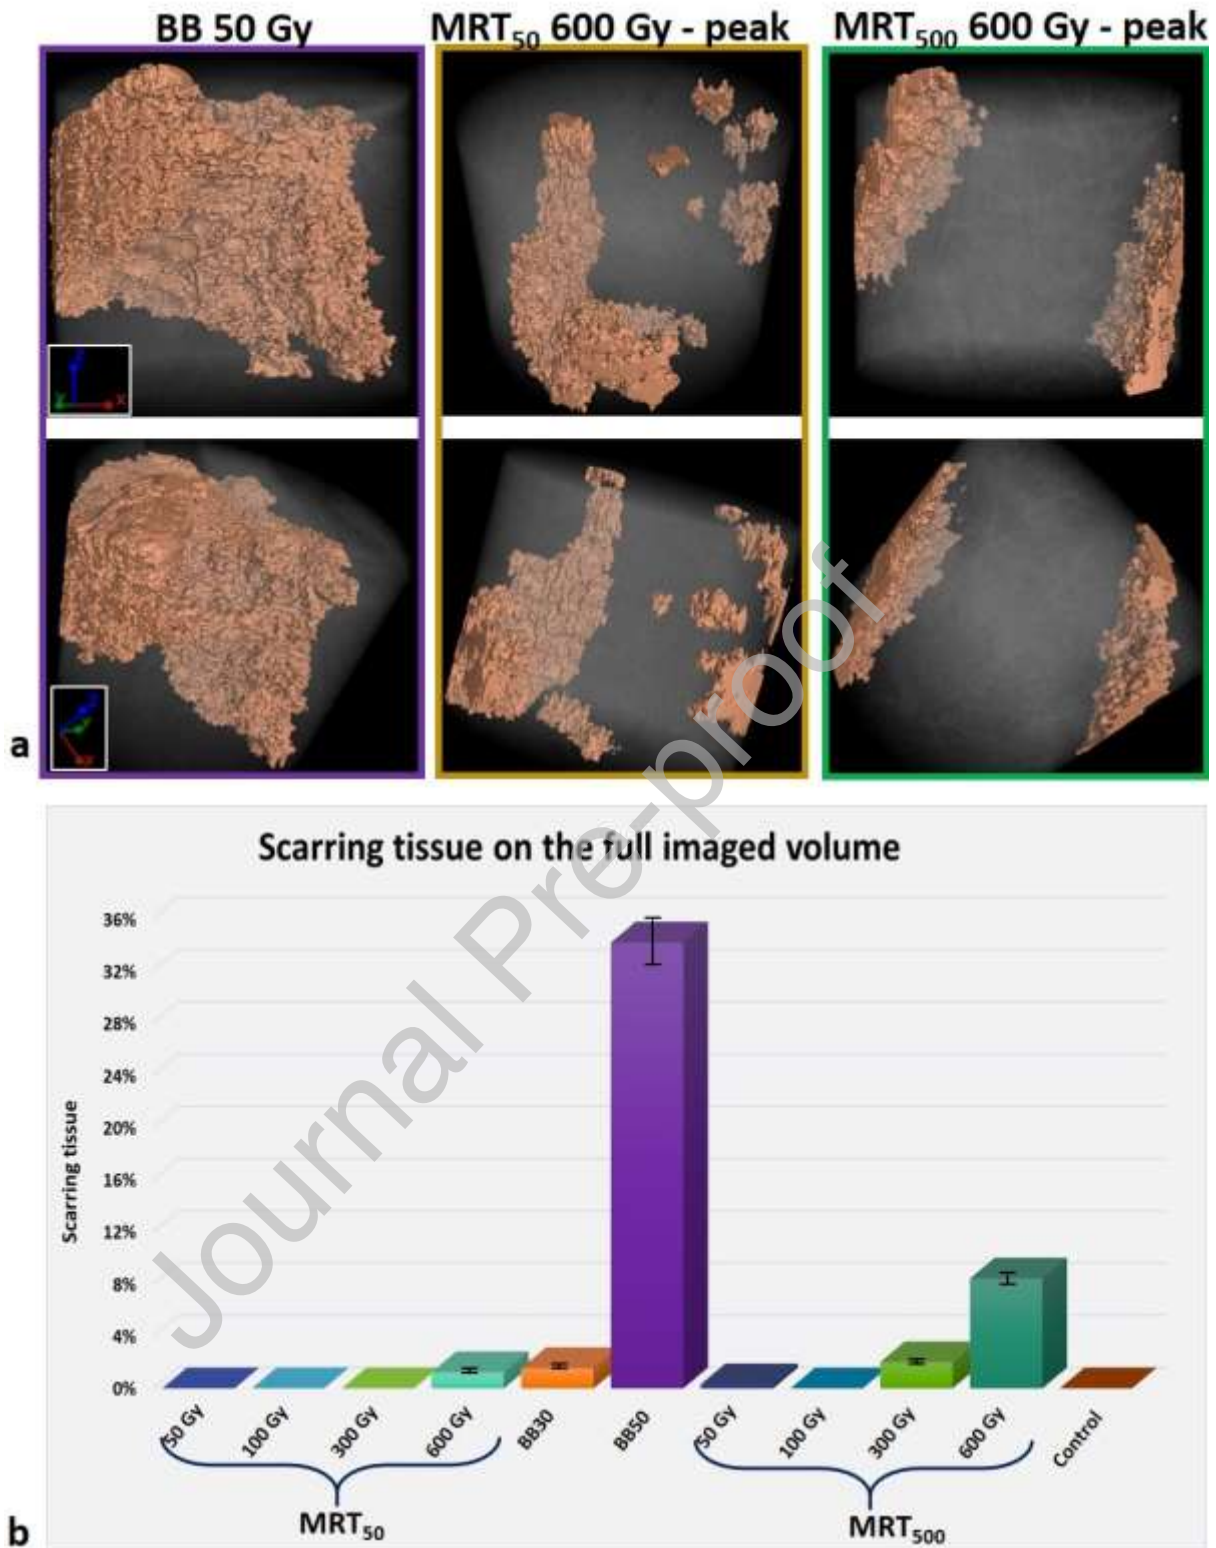 BB 50 Gy
MRT50 600 Gy - peak
MRT500 600 Gy - peak
X
a
Scarring tissue on the full imaged volume
Scarring tissue
36%
32%
28%
24%
20%
16%
12%
8%
4%
0%
50 Gy
100 Gy
300 Gy
600 Gy
BB30
BB50
50 Gy
100 Gy
300 Gy
600 Gy
Control
MRT50
MRT500
b
Journal Pre-proof